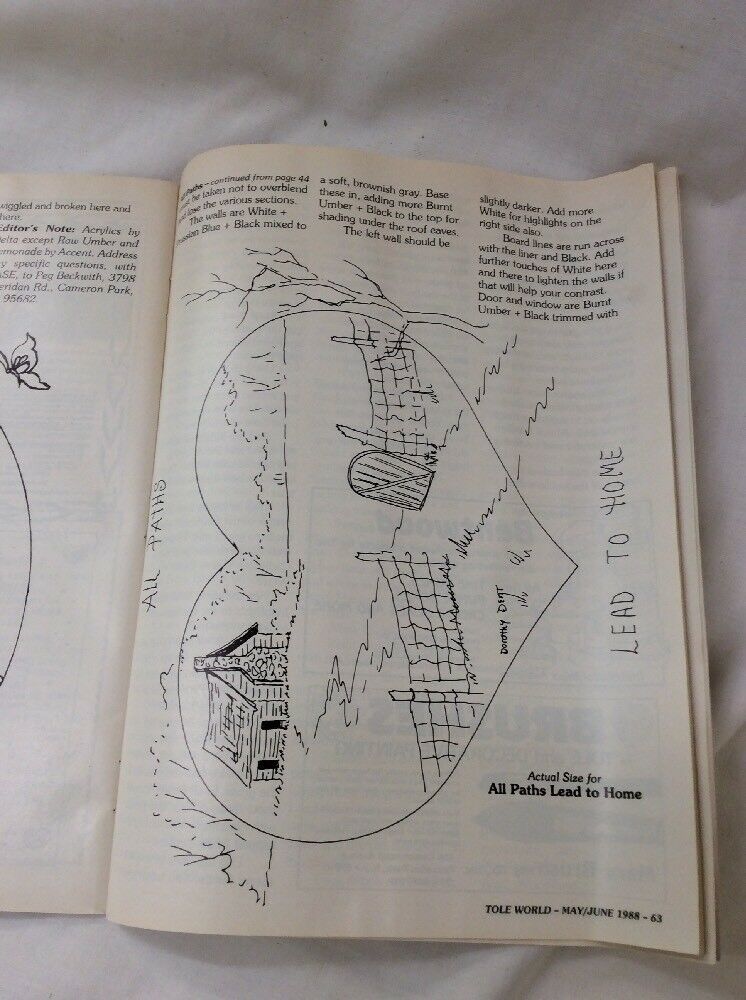 wiggled and broken here and
here.
Editor's Note: Acrylics by
Delta except Raw Umber and
emonade by Accent. Address
y specific questions, with
ASE, to Peg Beckwith, 3798
eridan Rd., Cameron Park,
95682.
Paths – continued from page 44
be taken not to overblend
lose the various sections.
The walls are White +
ussian Blue + Black mixed to
a soft, brownish gray. Base
these in, adding more Burnt
Umber + Black to the top for
shading under the roof eaves.
The left wall should be
slightly darker. Add more
White for highlights on the
right side also.
Board lines are run across
with the liner and Black. Add
further touches of White here
and there to lighten the walls if
that will help your contrast.
Door and window are Burnt
Umber + Black trimmed with
ALL PATHS
LEAD TO HOME
DOROTHY DENT
Actual Size for
All Paths Lead to Home
TOLE WORLD – MAY/JUNE 1988 – 63